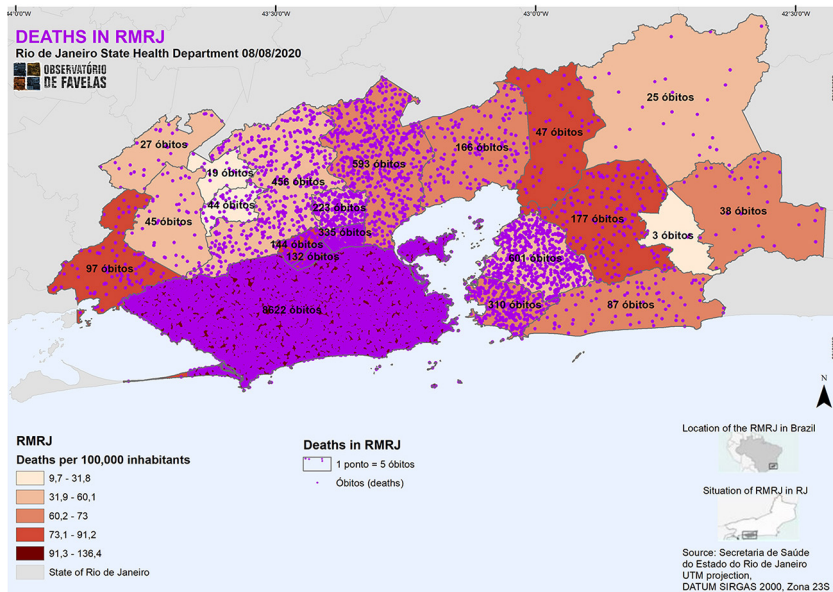 44°0'0"W
43°30'0"W
43°0'0"W
42°30'0"W
DEATHS IN RMRJ
Rio de Janeiro State Health Department 08/08/2020
OBSERVATÓRIO
DE FAVELAS
25 óbitos
47 óbitos
27 óbitos
166 óbitos
593 óbitos
19 óbitos
456 óbitos
44 óbitos
223 óbitos
38 óbitos
45 óbitos
177 óbitos
335 óbitos
3 óbitos
144 óbitos
132 óbitos
601 óbitos
97 óbitos
310 óbitos
87 óbitos
8622 óbitos
N
RMRJ
Deaths per 100,000 inhabitants
9,7 - 31,8
31,9 - 60,1
60,2 - 73
73,1 - 91,2
91,3 - 136,4
State of Rio de Janeiro
Deaths in RMRJ
1 ponto = 5 óbitos
Óbitos (deaths)
Location of the RMRJ in Brazil
Situation of RMRJ in RJ
Source: Secretaria de Saúde
do Estado do Rio de Janeiro
UTM projection,
DATUM SIRGAS 2000, Zona 23S